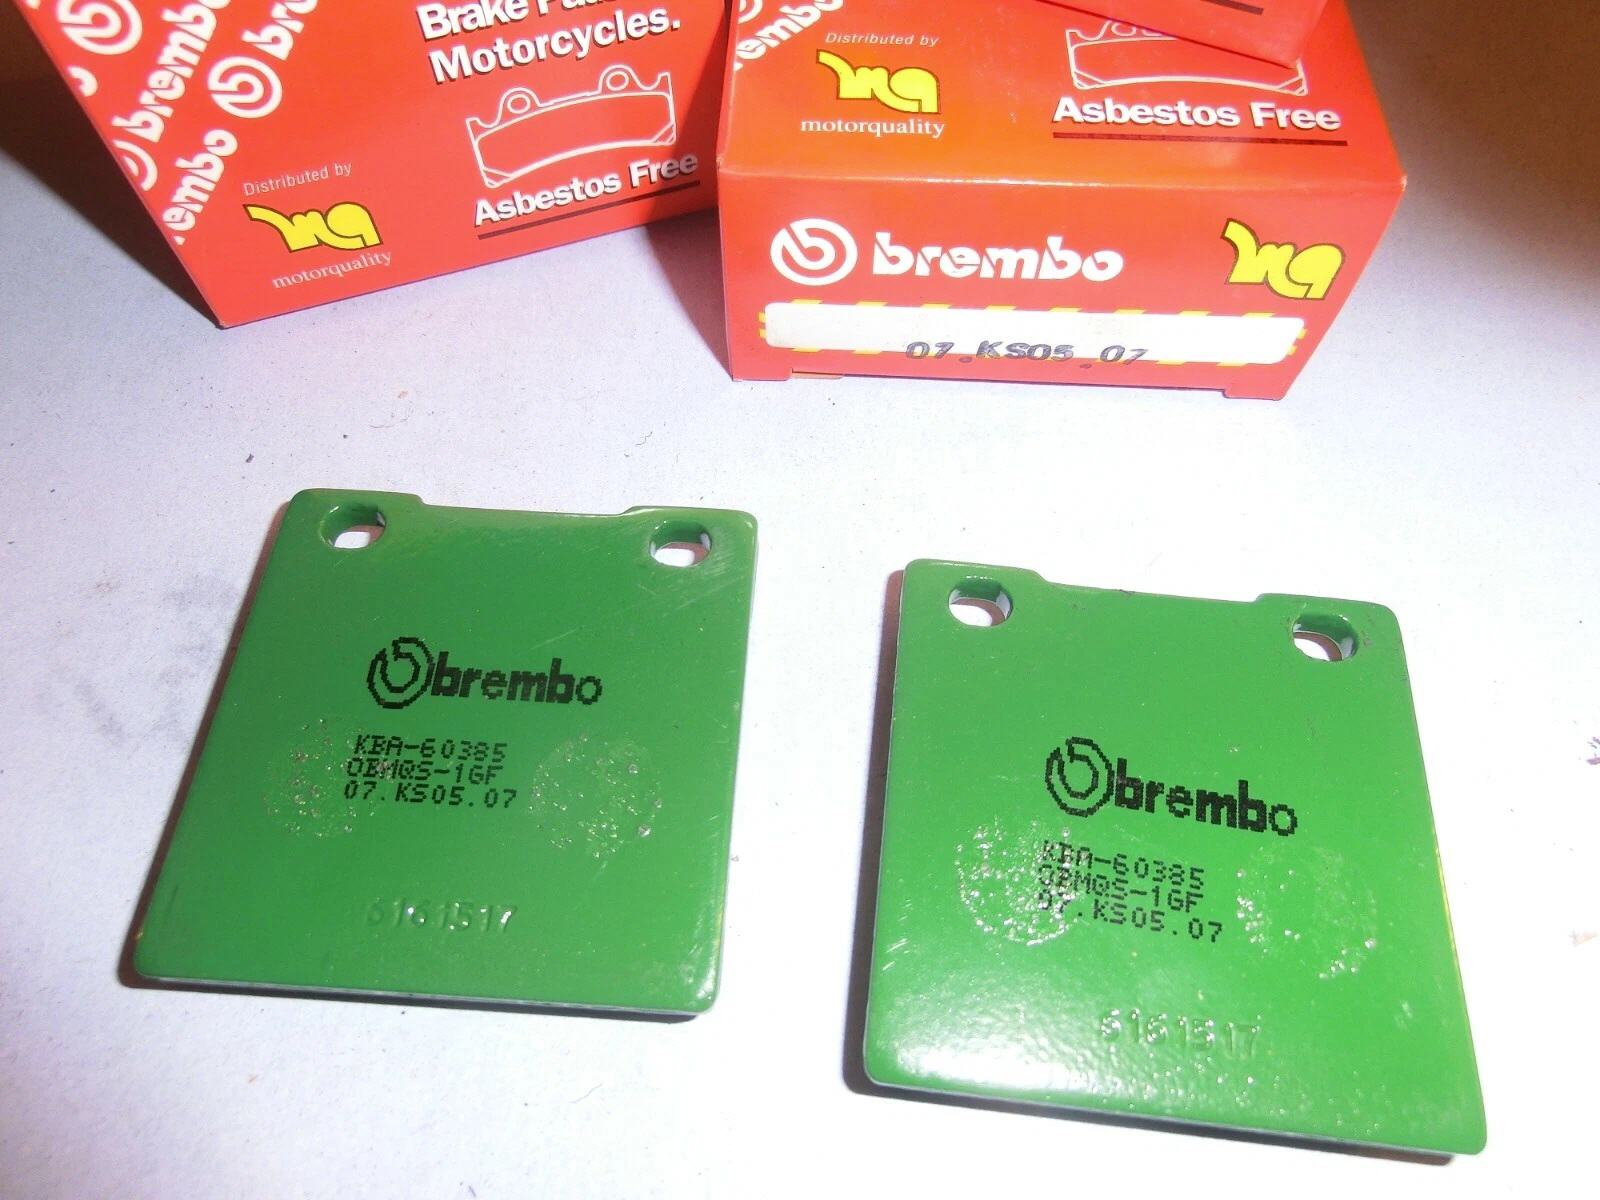 brembo
brembo
brembo
Brake Pads
Motorcycles.
Distributed by
motorquality
Asbestos Free
Distributed by
motorquality
Asbestos Free
brembo
07.KS05.07
brembo
KBA-60385
OBMQS-1GF
07.KS05.07
6161517
brembo
KBA-60385
OBMQS-1GF
07.KS05.07
6161517